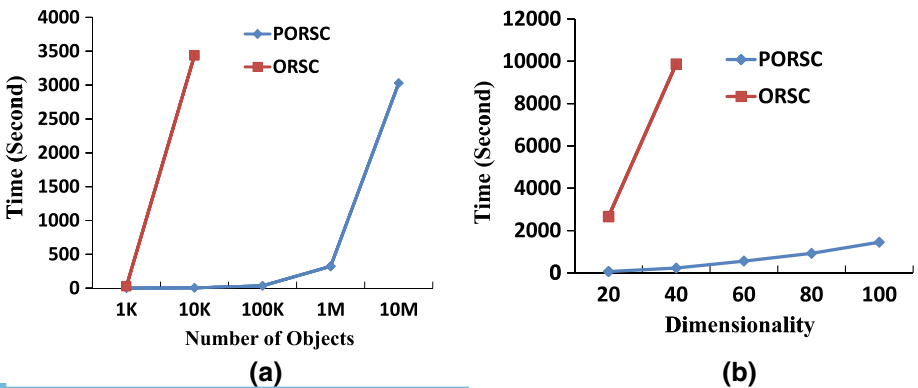 4000
3500
3000
2500
2000
1500
1000
500
0
Time (Second)
PORSC
ORSC
1K 10K 100K 1M 10M
Number of Objects
(a)
12000
10000
8000
6000
4000
2000
0
Time (Second)
PORSC
ORSC
20 40 60 80 100
Dimensionality
(b)